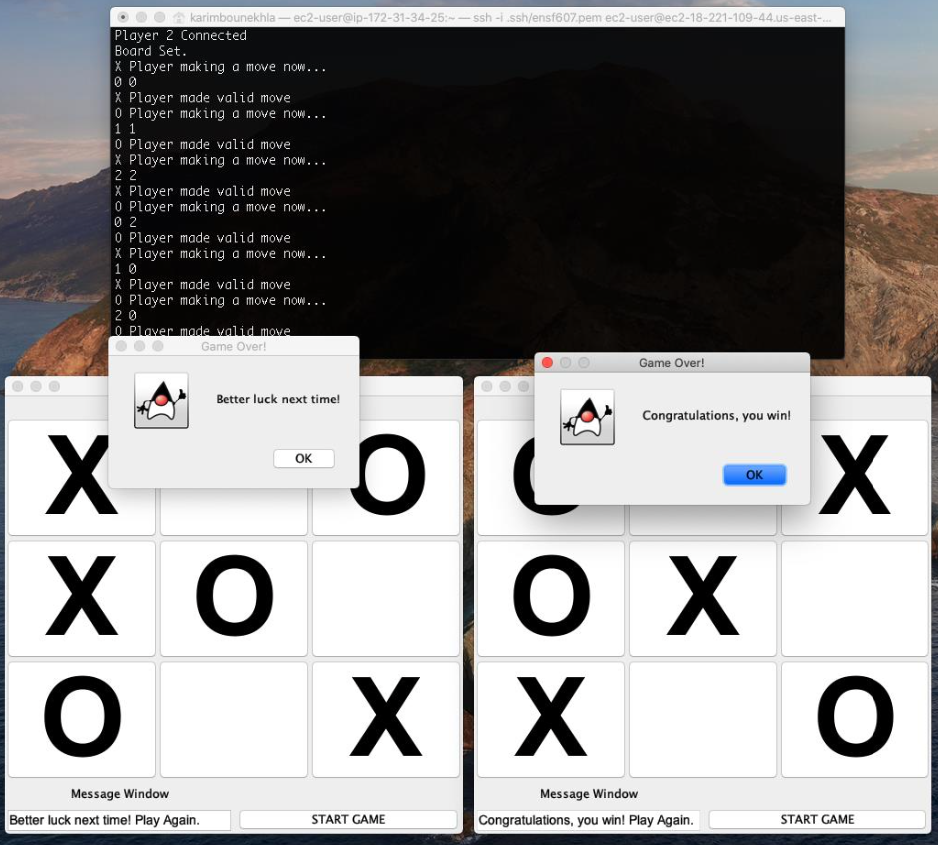 karimbounekhla — ec2-user@ip-172-31-34-25:~ — ssh -i .ssh/ensf607.pem ec2-user@ec2-18-221-109-44.us-east-...
Player 2 Connected
Board Set.
X Player making a move now...
0 0
X Player made valid move
O Player making a move now...
1 1
O Player made valid move
X Player making a move now...
2 2
X Player made valid move
O Player making a move now...
0 2
O Player made valid move
X Player making a move now...
1 0
X Player made valid move
O Player making a move now...
2 0
O Player made valid move
Game Over!
Better luck next time!
OK
X O
X O
O X
Message Window
Better luck next time! Play Again.
START GAME
Game Over!
Congratulations, you win!
OK
O X
O X
X O
Message Window
Congratulations, you win! Play Again.
START GAME